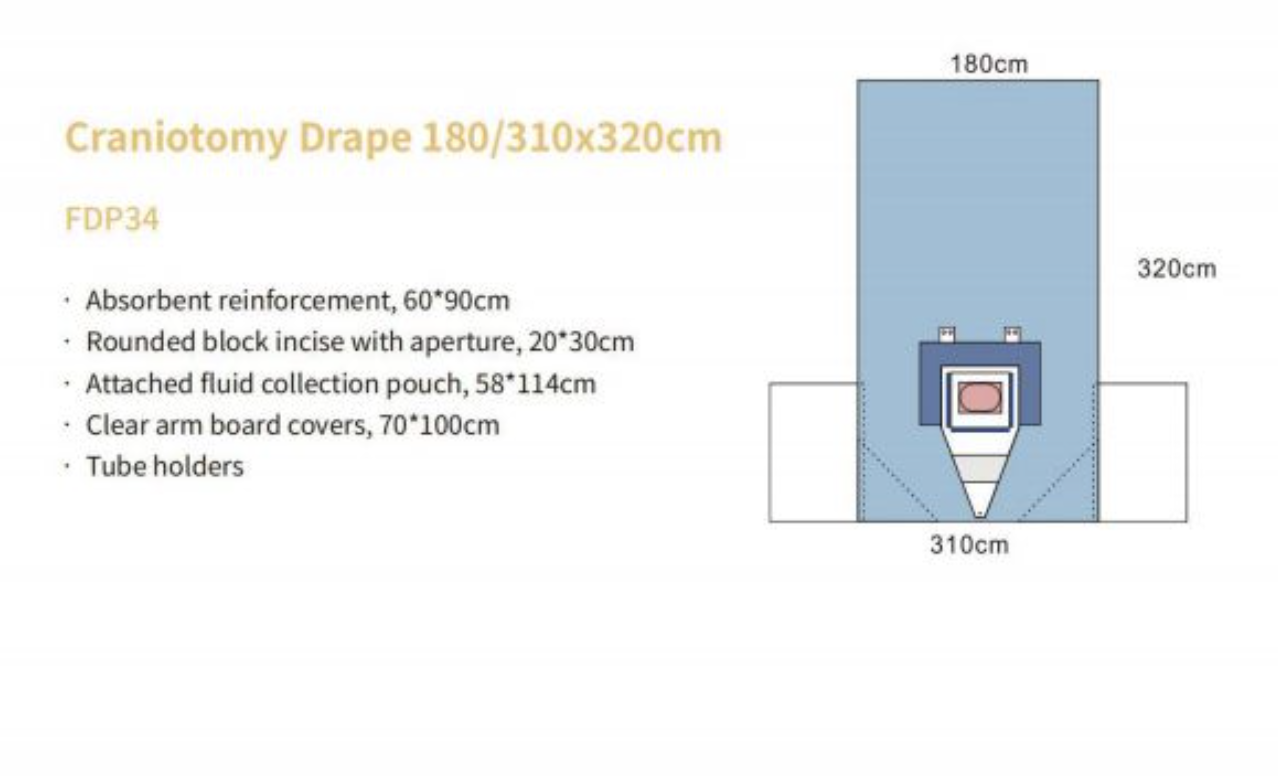 Craniotomy Drape 180/310x320cm
FDP34
· Absorbent reinforcement, 60*90cm
· Rounded block incise with aperture, 20*30cm
· Attached fluid collection pouch, 58*114cm
· Clear arm board covers, 70*100cm
· Tube holders
180cm
320cm
310cm